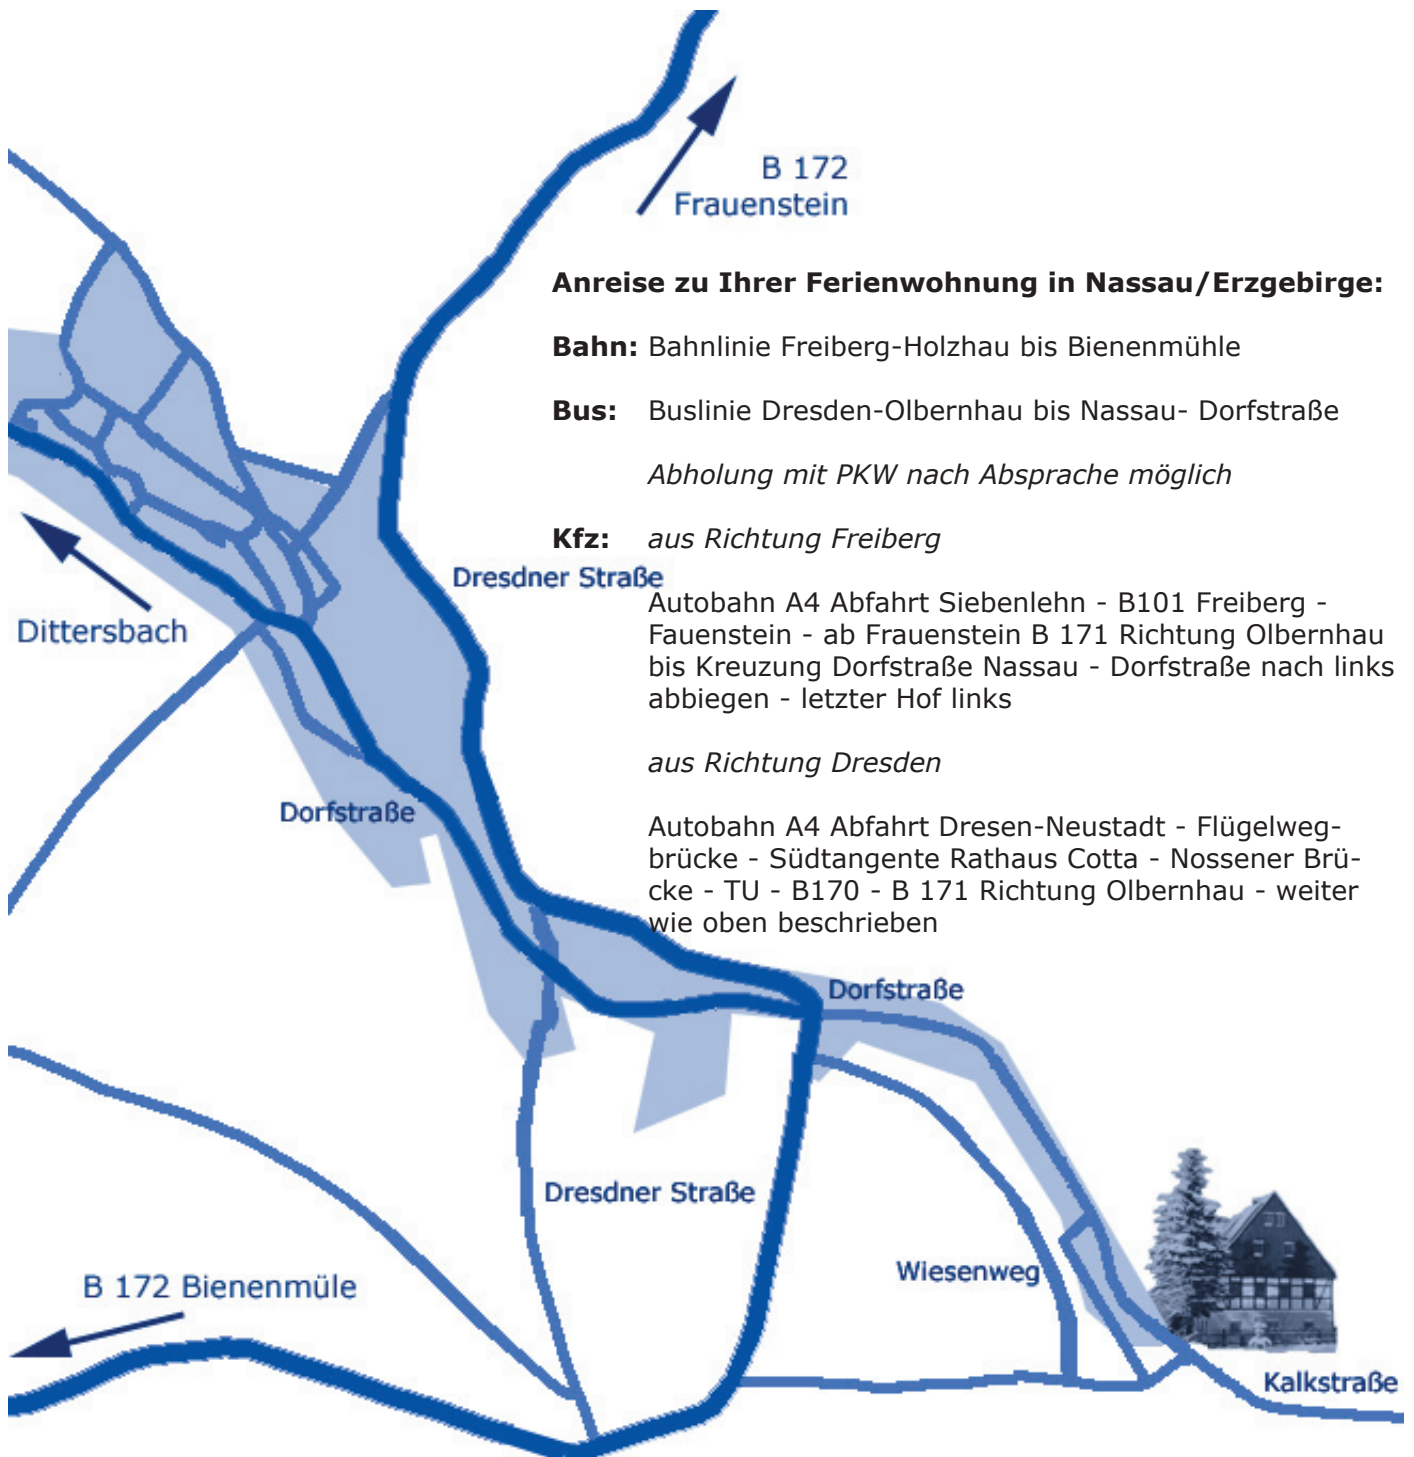 B 172
Frauenstein
Anreise zu Ihrer Ferienwohnung in Nassau/Erzgebirge:
Bahn: Bahnlinie Freiberg-Holzhau bis Bienenmühle
Bus: Buslinie Dresden-Olbernhau bis Nassau- Dorfstraße
Abholung mit PKW nach Absprache möglich
Kfz: aus Richtung Freiberg
Dresdner Straße
Autobahn A4 Abfahrt Siebenlehn - B101 Freiberg -
Fauenstein - ab Frauenstein B 171 Richtung Olbernhau
bis Kreuzung Dorfstraße Nassau - Dorfstraße nach links
abbiegen - letzter Hof links
Dittersbach
aus Richtung Dresden
Dorfstraße
Autobahn A4 Abfahrt Dresen-Neustadt - Flügelweg-
brücke - Südtangente Rathaus Cotta - Nossener Brü-
cke - TU - B170 - B 171 Richtung Olbernhau - weiter
wie oben beschrieben
Dorfstraße
Dresdner Straße
Wiesenweg
B 172 Bienenmüle
Kalkstraße